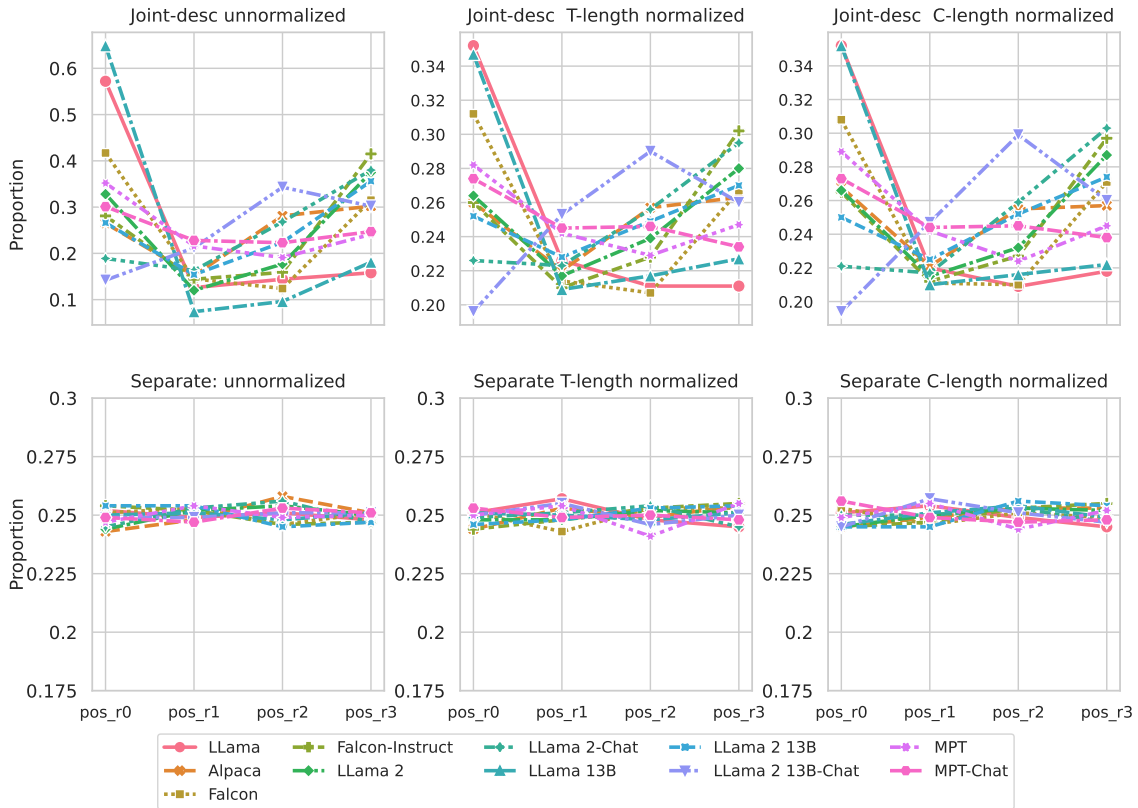 Joint-desc unnormalized
Joint-desc  T-length normalized
Joint-desc  C-length normalized
Proportion
0.6
0.5
0.4
0.3
0.2
0.1
0.34
0.32
0.30
0.28
0.26
0.24
0.22
0.20
0.34
0.32
0.30
0.28
0.26
0.24
0.22
0.20
Separate: unnormalized
Separate T-length normalized
Separate C-length normalized
Proportion
0.3
0.275
0.25
0.225
0.2
0.175
0.3
0.275
0.25
0.225
0.2
0.175
0.3
0.275
0.25
0.225
0.2
0.175
pos_r0 pos_r1 pos_r2 pos_r3
pos_r0 pos_r1 pos_r2 pos_r3
pos_r0 pos_r1 pos_r2 pos_r3
LLama
Alpaca
Falcon
Falcon-Instruct
LLama 2
LLama 2-Chat
LLama 13B
LLama 2 13B
LLama 2 13B-Chat
MPT
MPT-Chat